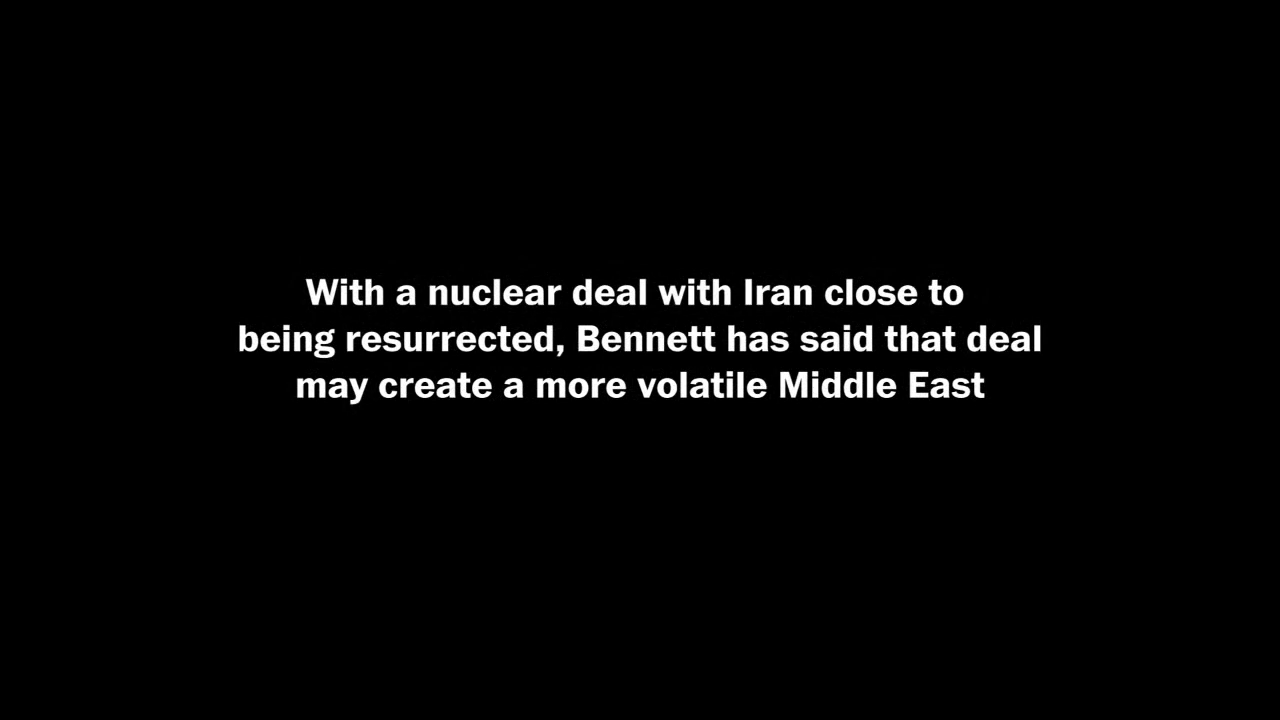 With a nuclear deal with Iran close to
being resurrected, Bennett has said that deal
may create a more volatile Middle East